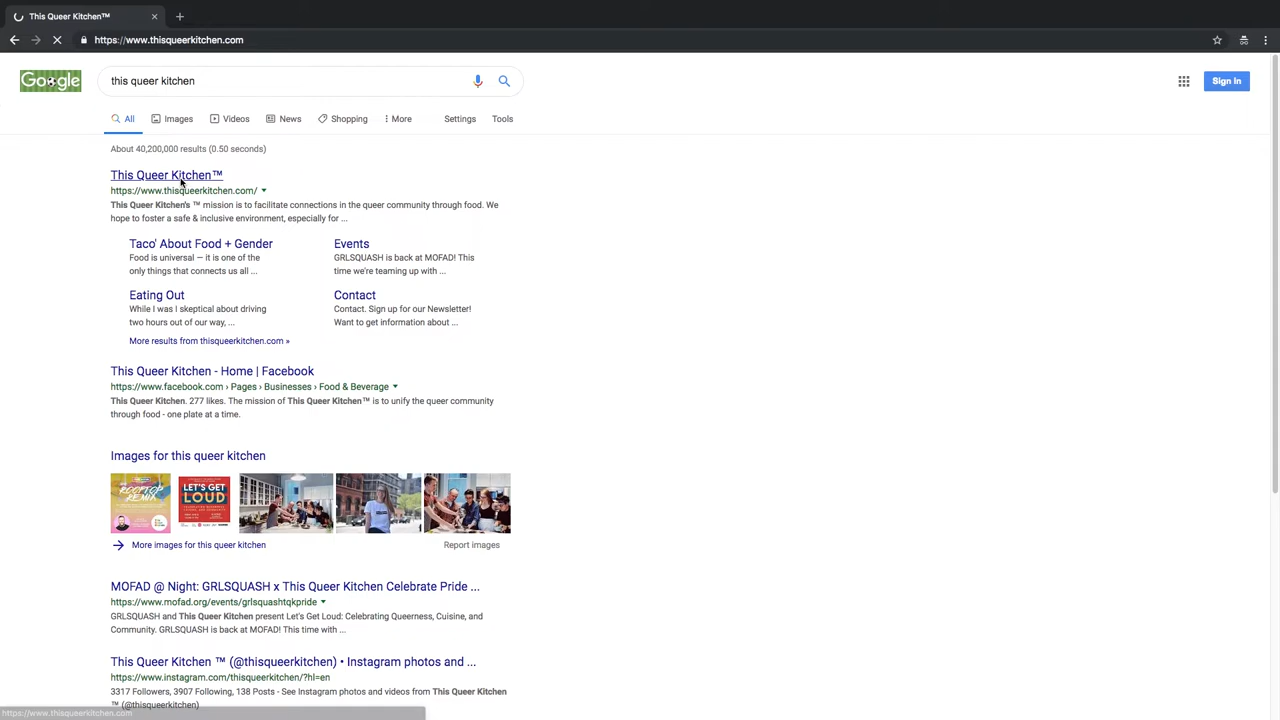 This Queer Kitchen™
https://www.thisqueerkitchen.com
Google
this queer kitchen
Sign in
All Images Videos News Shopping More Settings Tools
About 40,200,000 results (0.50 seconds)
This Queer Kitchen™
https://www.thisqueerkitchen.com/
This Queer Kitchen's ™ mission is to facilitate connections in the queer community through food. We
hope to foster a safe & inclusive environment, especially for ...
Taco' About Food + Gender
Food is universal — it is one of the
only things that connects us all ...
Events
GRLSQUASH is back at MOFAD! This
time we're teaming up with ...
Eating Out
While I was I skeptical about driving
two hours out of our way, ...
Contact
Contact. Sign up for our Newsletter!
Want to get information about ...
More results from thisqueerkitchen.com »
This Queer Kitchen - Home | Facebook
https://www.facebook.com › Pages › Businesses › Food & Beverage
This Queer Kitchen. 277 likes. The mission of This Queer Kitchen™ is to unify the queer community
through food - one plate at a time.
Images for this queer kitchen
ROOFTOP
REMIX
LET'S GET
LOUD
More images for this queer kitchen
Report images
MOFAD @ Night: GRLSQUASH x This Queer Kitchen Celebrate Pride ...
https://www.mofad.org/events/grlsquashtqkpride
GRLSQUASH and This Queer Kitchen present Let's Get Loud: Celebrating Queerness, Cuisine, and
Community. GRLSQUASH is back at MOFAD! This time with ...
This Queer Kitchen ™ (@thisqueerkitchen) • Instagram photos and ...
https://www.instagram.com/thisqueerkitchen/?hl=en
3317 Followers, 3907 Following, 138 Posts - See Instagram photos and videos from This Queer Kitchen
™ (@thisqueerkitchen)
https://www.thisqueerkitchen.com